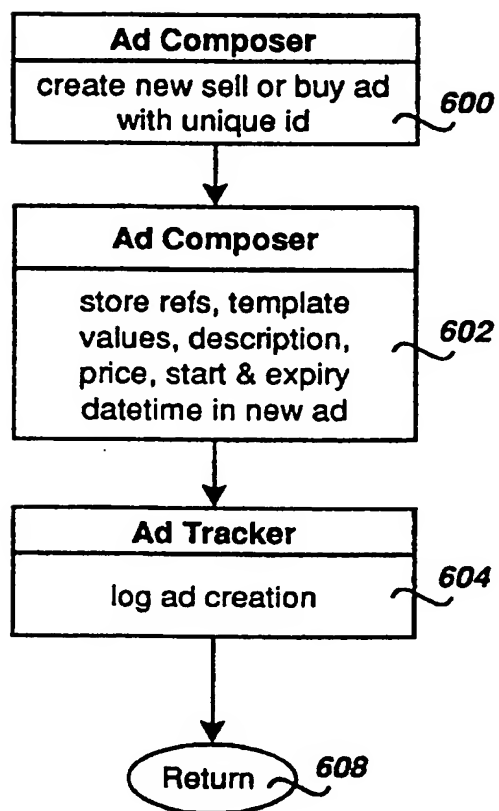 Ad Composer
create new sell or buy ad
with unique id
600
Ad Composer
store refs, template
values, description,
price, start & expiry
datetime in new ad
602
Ad Tracker
log ad creation
604
Return
608